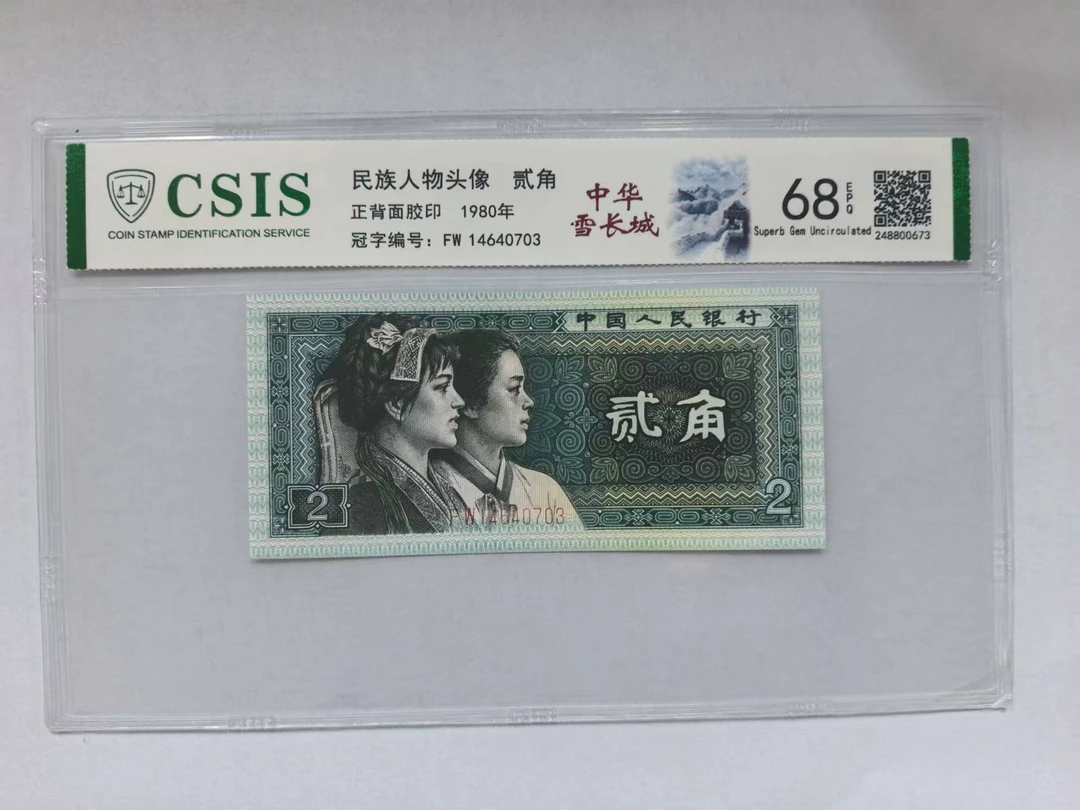 CSIS
COIN STAMP IDENTIFICATION SERVICE
民族人物头像 贰角
正背面胶印 1980年
冠字编号：FW 14640703
中华
雪长城
68
EPQ
Superb Gem Uncirculated
248800673
中国人民银行
贰角
2
2
FW14640703